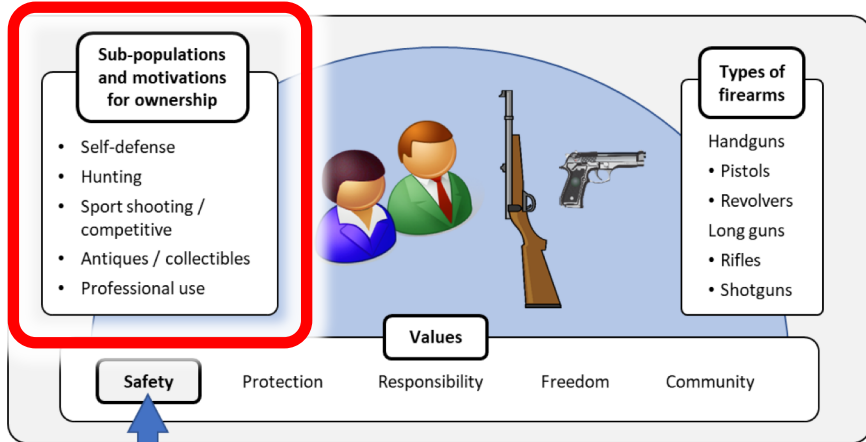 Sub-populations
and motivations
for ownership
• Self-defense
• Hunting
• Sport shooting /
competitive
• Antiques / collectibles
• Professional use
Types of
firearms
Handguns
• Pistols
• Revolvers
Long guns
• Rifles
• Shotguns
Values
Safety
Protection
Responsibility
Freedom
Community